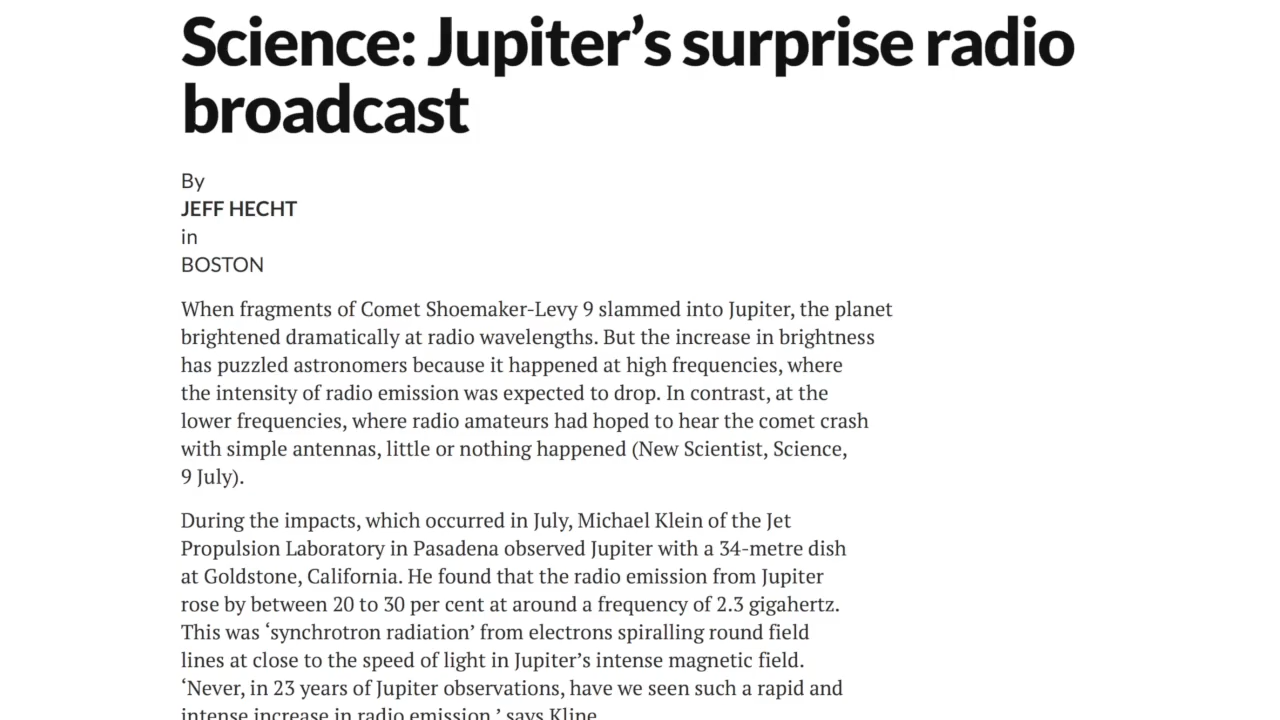 Science: Jupiter’s surprise radio
broadcast
By
JEFF HECHT
in
BOSTON
When fragments of Comet Shoemaker-Levy 9 slammed into Jupiter, the planet
brightened dramatically at radio wavelengths. But the increase in brightness
has puzzled astronomers because it happened at high frequencies, where
the intensity of radio emission was expected to drop. In contrast, at the
lower frequencies, where radio amateurs had hoped to hear the comet crash
with simple antennas, little or nothing happened (New Scientist, Science,
9 July).
During the impacts, which occurred in July, Michael Klein of the Jet
Propulsion Laboratory in Pasadena observed Jupiter with a 34-metre dish
at Goldstone, California. He found that the radio emission from Jupiter
rose by between 20 to 30 per cent at around a frequency of 2.3 gigahertz.
This was ‘synchrotron radiation’ from electrons spiralling round field
lines at close to the speed of light in Jupiter’s intense magnetic field.
‘Never, in 23 years of Jupiter observations, have we seen such a rapid and
intense increase in radio emission,’ says Kline.